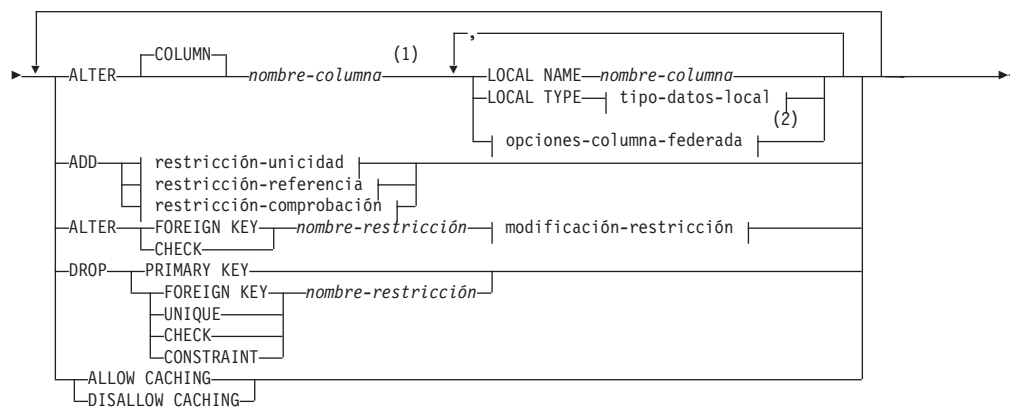 ,
COLUMN (1)
ALTER nombre-columna LOCAL NAME nombre-columna
LOCAL TYPE tipo-datos-local
(2)
opciones-columna-federada
ADD restricción-unicidad
restricción-referencia
restricción-comprobación
ALTER FOREIGN KEY nombre-restricción modificación-restricción
CHECK
DROP PRIMARY KEY
FOREIGN KEY nombre-restricción
UNIQUE
CHECK
CONSTRAINT
ALLOW CACHING
DISALLOW CACHING